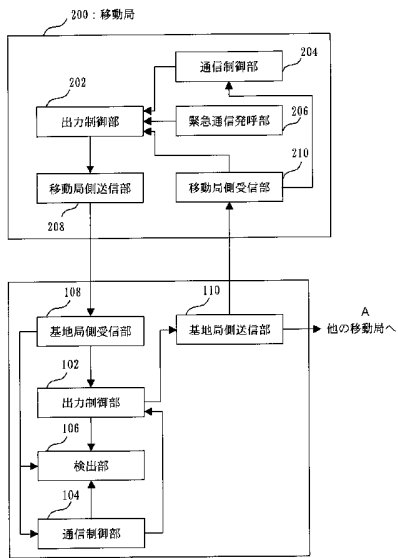 200：移動局
通信制御部
204
202
出力制御部
緊急通信発呼部
206
210
移動局側送信部
移動局側受信部
208
108
110
基地局側受信部
基地局側送信部
A
他の移動局へ
102
出力制御部
106
検出部
104
通信制御部